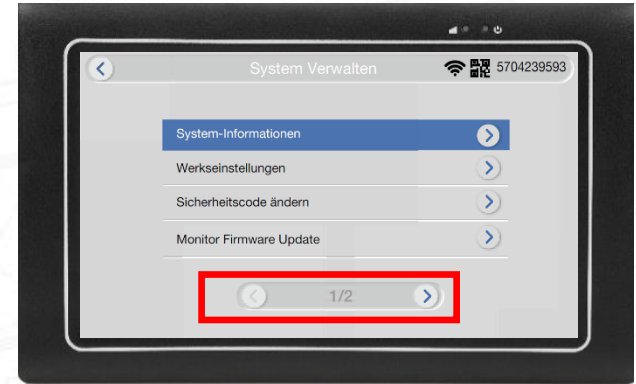 System Verwalten 5704239593
System-Informationen
Werkseinstellungen
Sicherheitscode ändern
Monitor Firmware Update
1/2